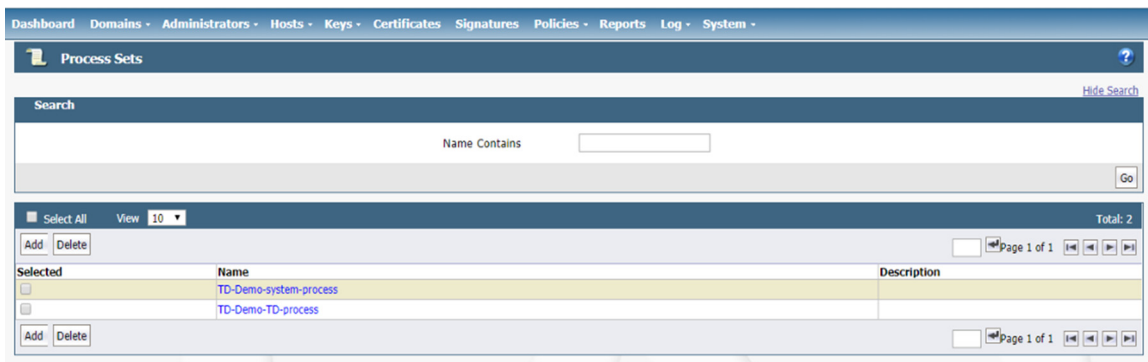 Dashboard Domains Administrators Hosts Keys Certificates Signatures Policies Reports Log System
Process Sets ?
Hide Search
Search
Name Contains
Go
Select All View 10 Total: 2
Add Delete Page 1 of 1
Selected Name Description
TD-Demo-system-process
TD-Demo-TD-process
Add Delete Page 1 of 1